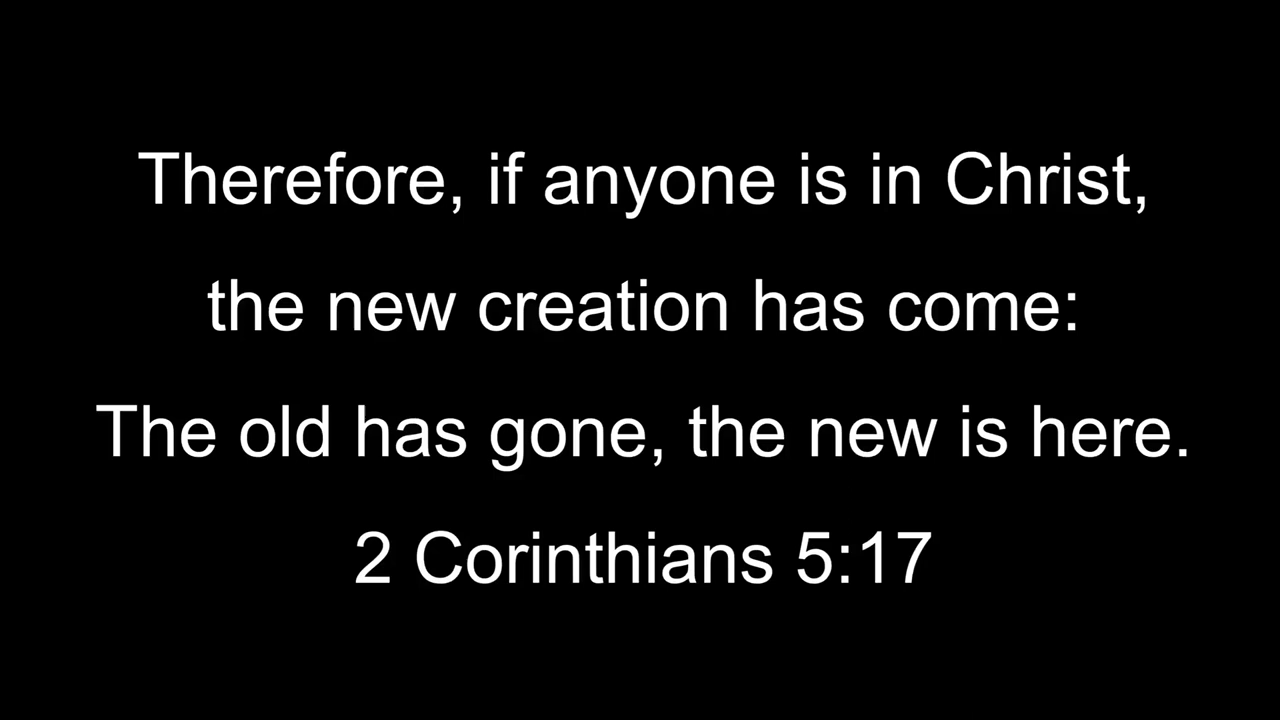 Therefore, if anyone is in Christ,
the new creation has come:
The old has gone, the new is here.
2 Corinthians 5:17